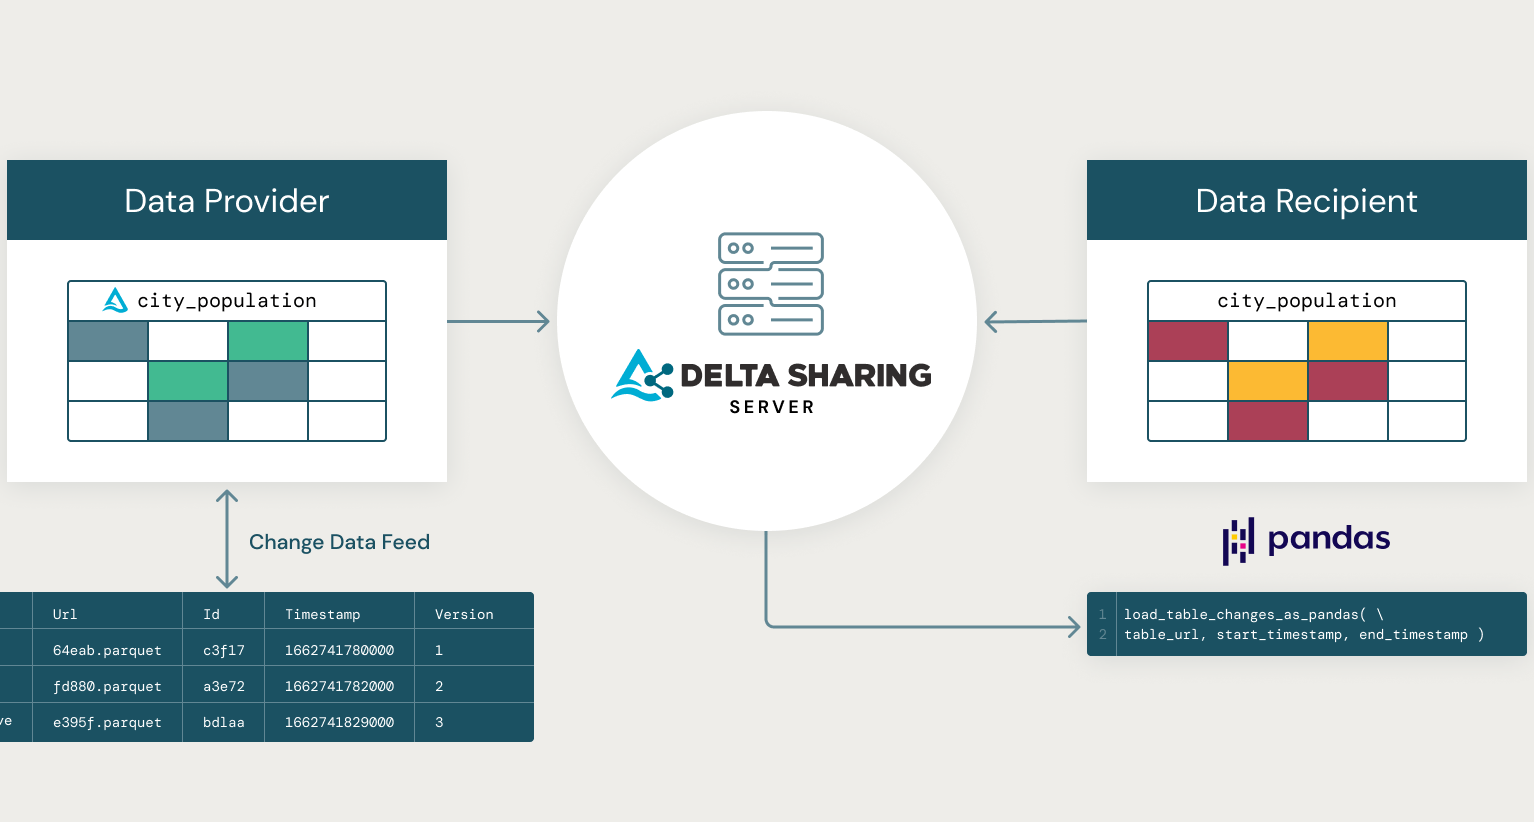 Data Provider
city_population
DELTA SHARING
SERVER
Data Recipient
city_population
Change Data Feed
Url Id Timestamp Version
64eab.parquet c3f17 1662741780000 1
fd880.parquet a3e72 1662741782000 2
e395f.parquet bdlaa 1662741829000 3
pandas
1 load_table_changes_as_pandas( \
2 table_url, start_timestamp, end_timestamp )